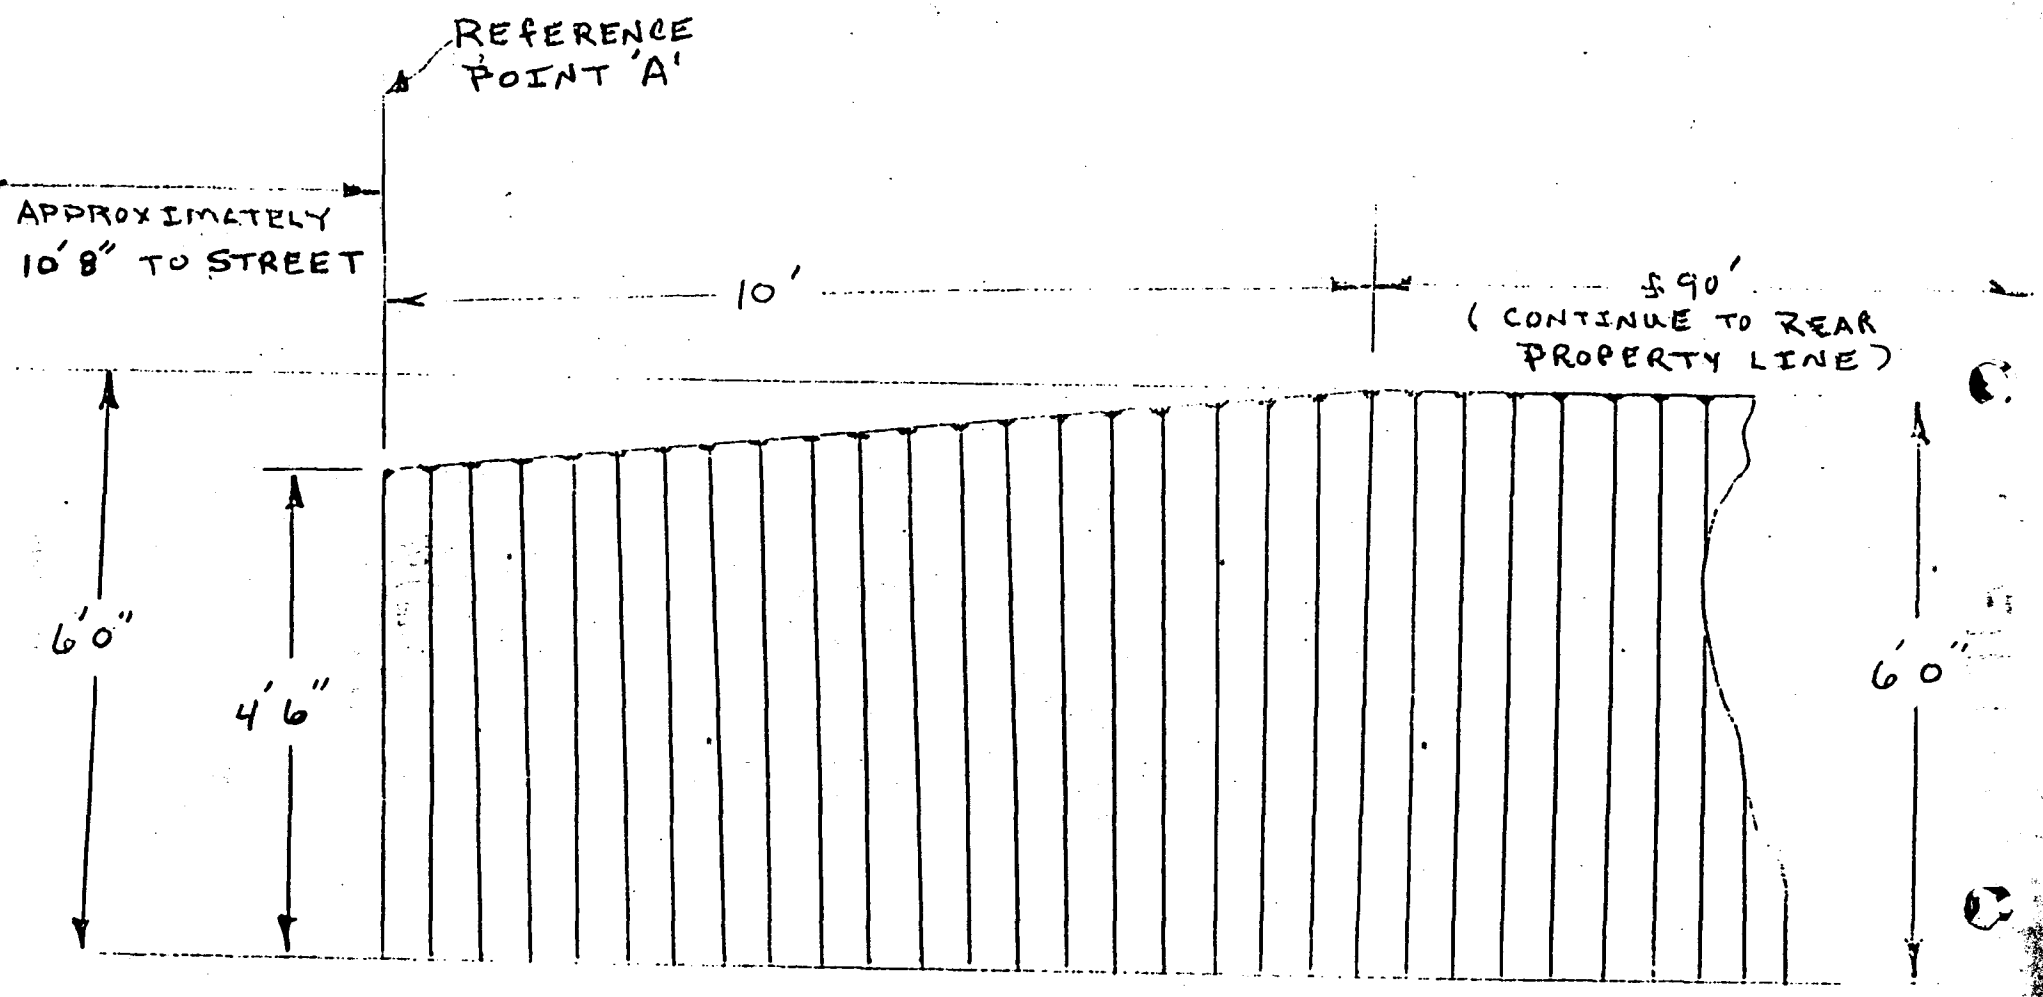 REFERENCE
POINT 'A'
APPROXIMATELY
10'8" TO STREET
10'
90'
( CONTINUE TO REAR
PROPERTY LINE )
6'0"
4'6"
6'0"